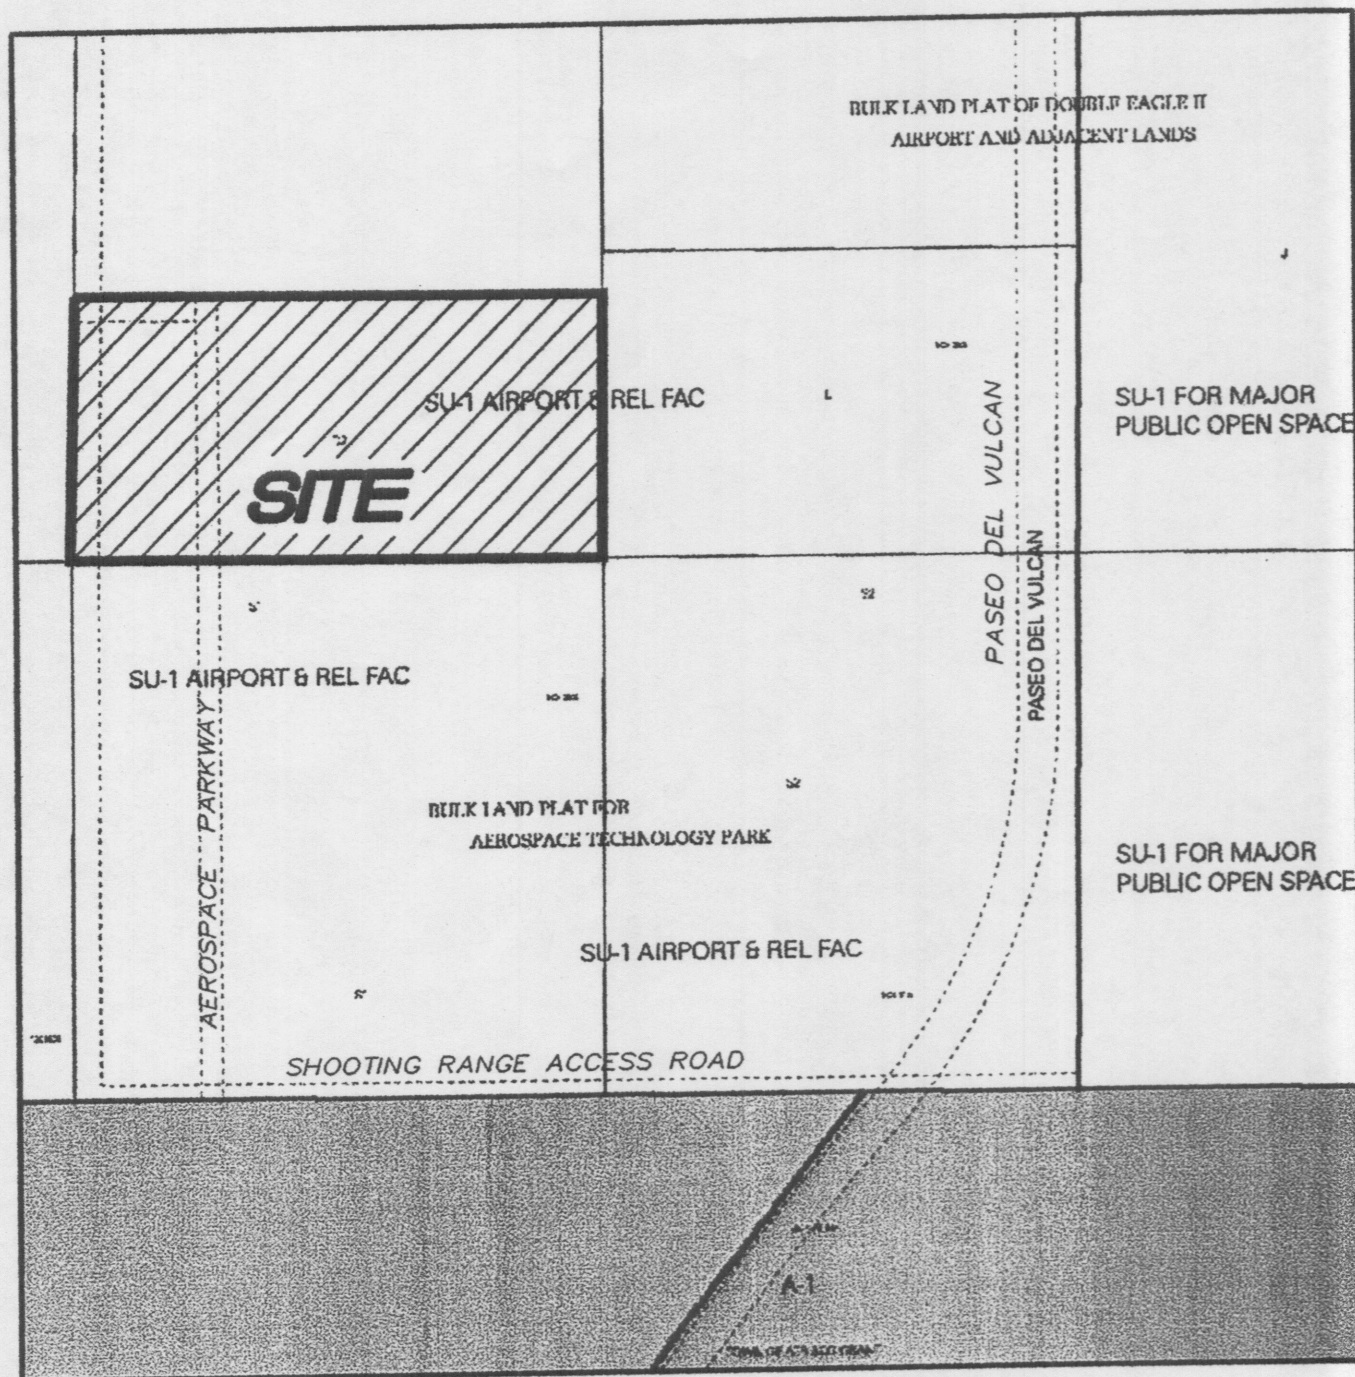 BULK LAND PLAT OF DOUBLE EAGLE II
AIRPORT AND ADJACENT LANDS
J
SU-1 AIRPORT & REL FAC
L
SU-1 FOR MAJOR
PUBLIC OPEN SPACE
SITE
PASEO DEL VULCAN
PASEO DEL VULCAN
SU-1 AIRPORT & REL FAC
AEROSPACE PARKWAY
BULK LAND PLAT FOR
AEROSPACE TECHNOLOGY PARK
SU-1 FOR MAJOR
PUBLIC OPEN SPACE
SU-1 AIRPORT & REL FAC
SHOOTING RANGE ACCESS ROAD
A-1